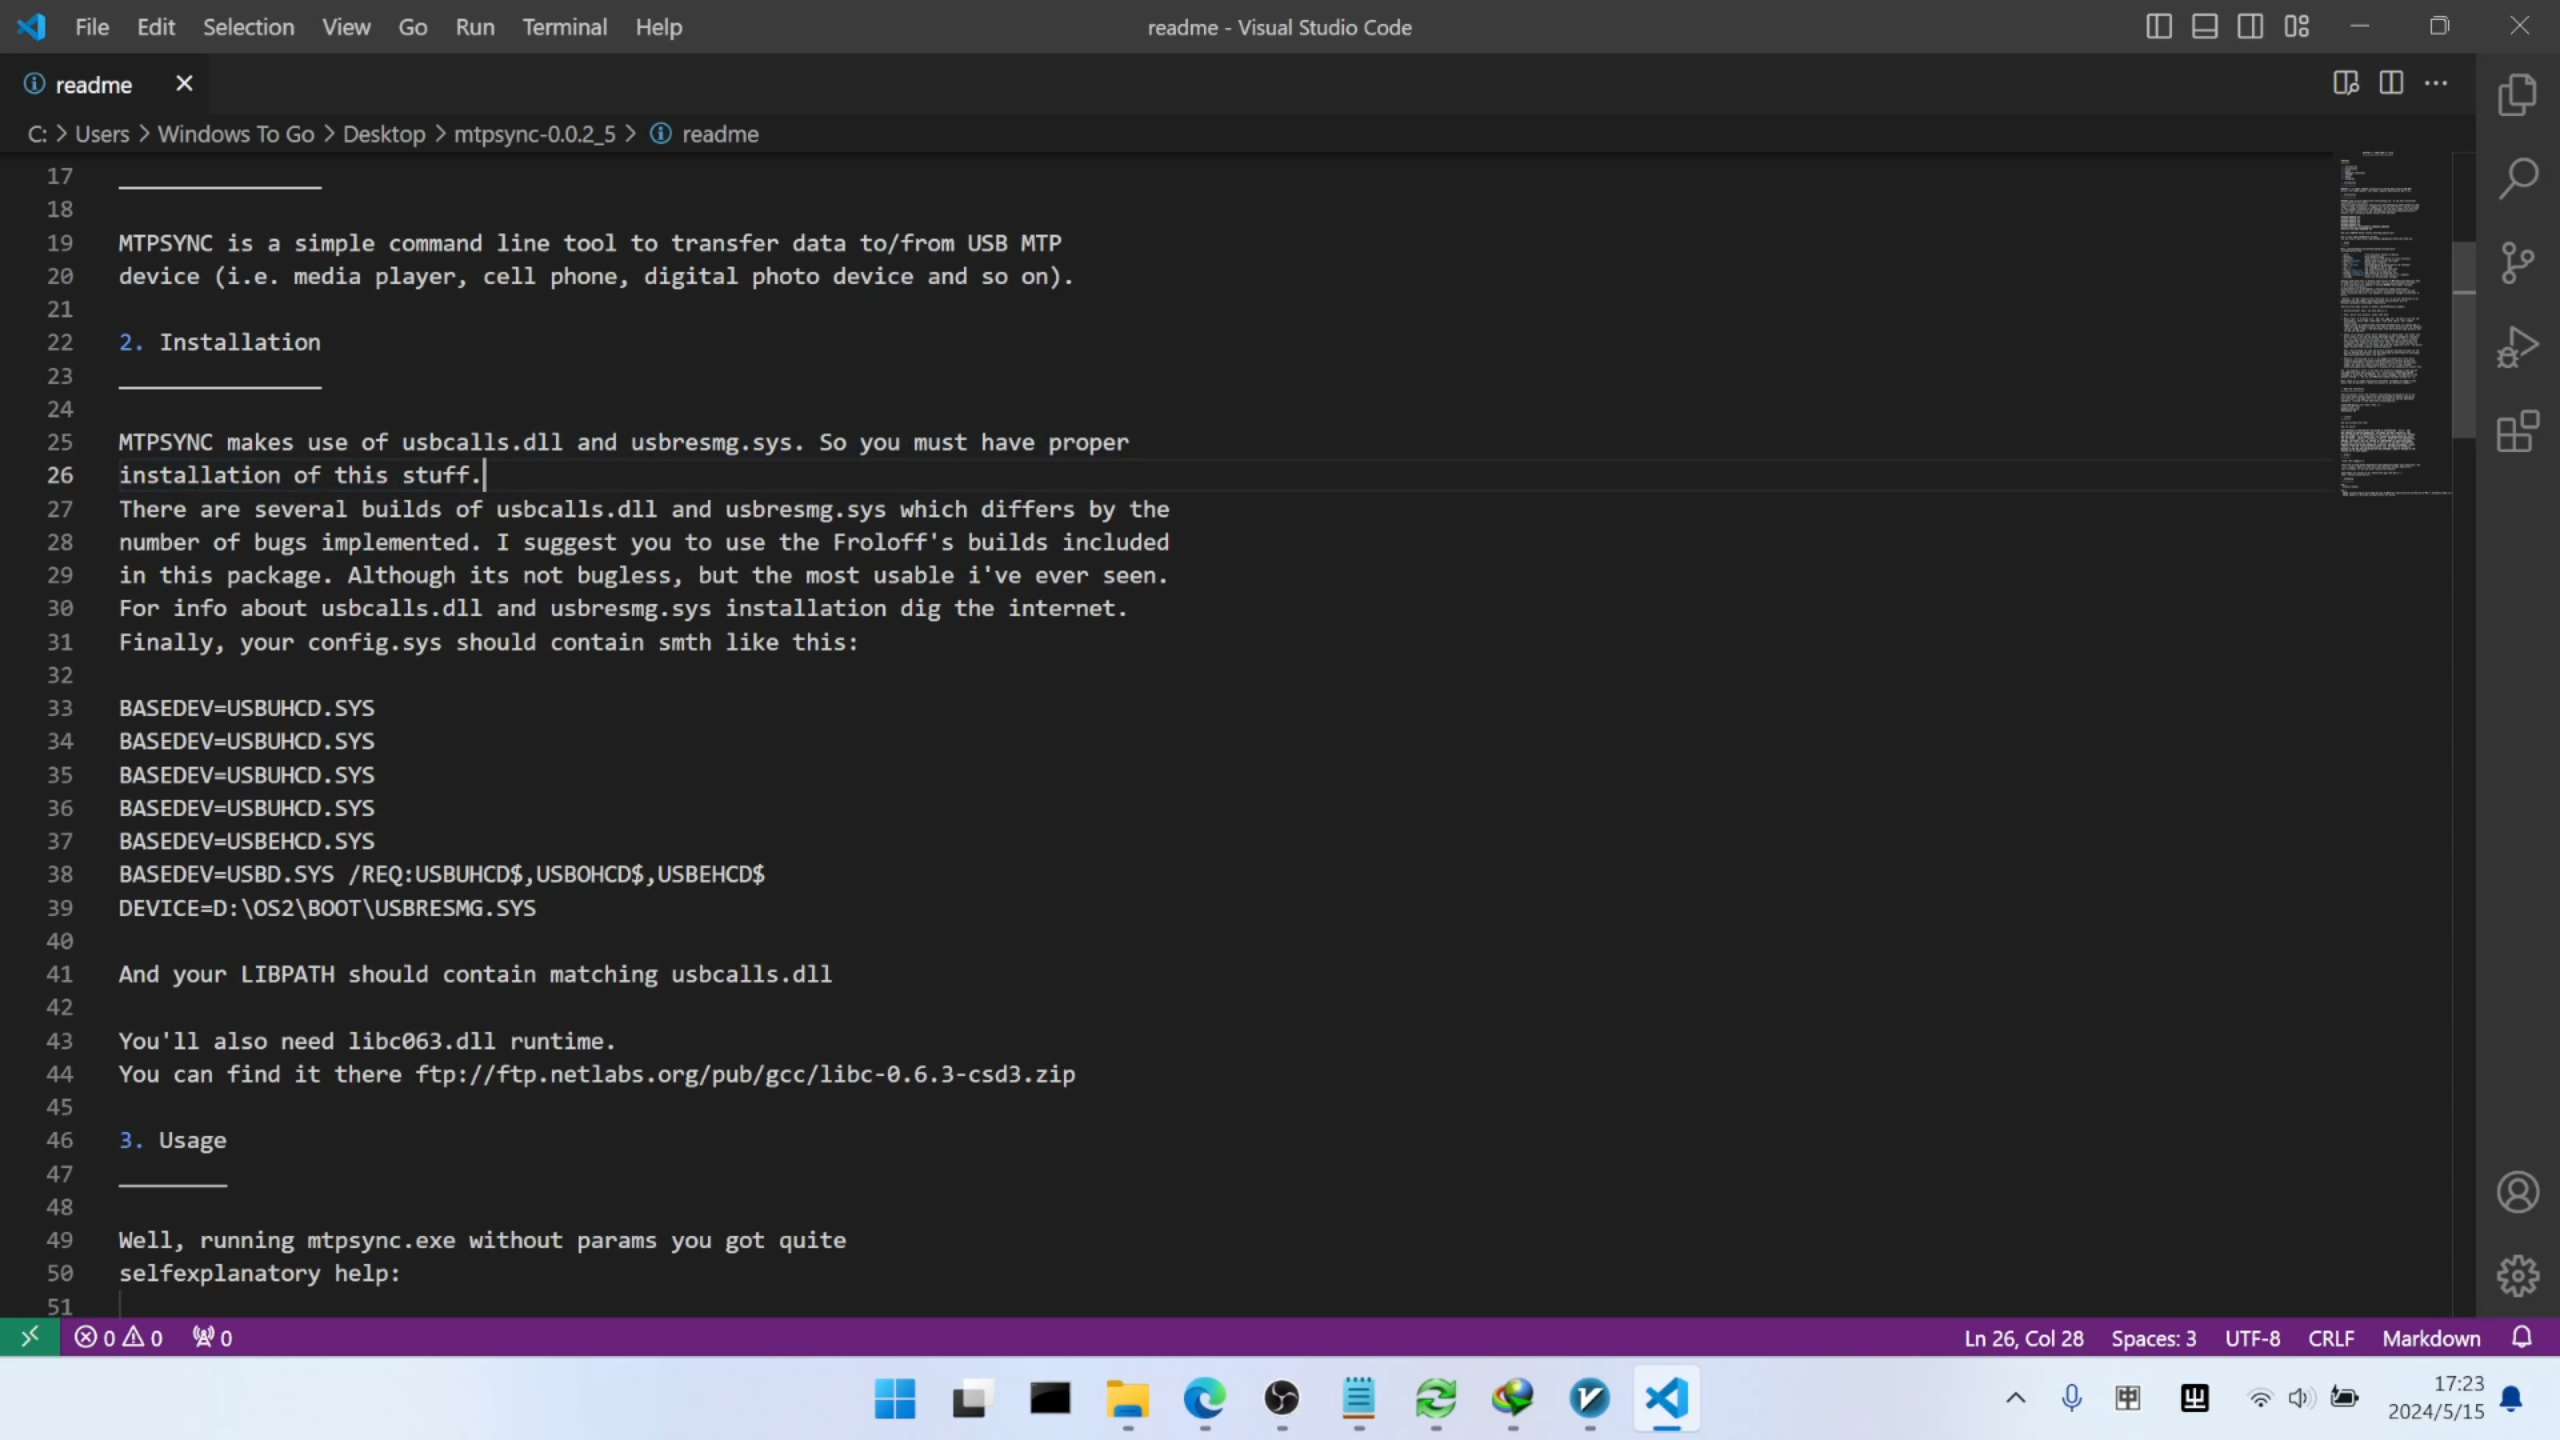 File Edit Selection View Go Run Terminal Help readme - Visual Studio Code
readme
C: > Users > Windows To Go > Desktop > mtpsync-0.0.2_5 > readme
17
18
19 MTPSYNC is a simple command line tool to transfer data to/from USB MTP
20 device (i.e. media player, cell phone, digital photo device and so on).
21
22 2. Installation
23
24
25 MTPSYNC makes use of usbcalls.dll and usbresmg.sys. So you must have proper
26 installation of this stuff.
27 There are several builds of usbcalls.dll and usbresmg.sys which differs by the
28 number of bugs implemented. I suggest you to use the Froloff's builds included
29 in this package. Although its not bugless, but the most usable i've ever seen.
30 For info about usbcalls.dll and usbresmg.sys installation dig the internet.
31 Finally, your config.sys should contain smth like this:
32
33 BASEDEV=USBUHCD.SYS
34 BASEDEV=USBUHCD.SYS
35 BASEDEV=USBUHCD.SYS
36 BASEDEV=USBUHCD.SYS
37 BASEDEV=USBEHCD.SYS
38 BASEDEV=USBD.SYS /REQ:USBUHCD$,USBOHCD$,USBEHCD$
39 DEVICE=D:\OS2\BOOT\USBRESMG.SYS
40
41 And your LIBPATH should contain matching usbcalls.dll
42
43 You'll also need libc063.dll runtime.
44 You can find it there ftp://ftp.netlabs.org/pub/gcc/libc-0.6.3-csd3.zip
45
46 3. Usage
47
48
49 Well, running mtpsync.exe without params you got quite
50 selfexplanatory help:
51
0 0 0 Ln 26, Col 28 Spaces: 3 UTF-8 CRLF Markdown
17:23
2024/5/15